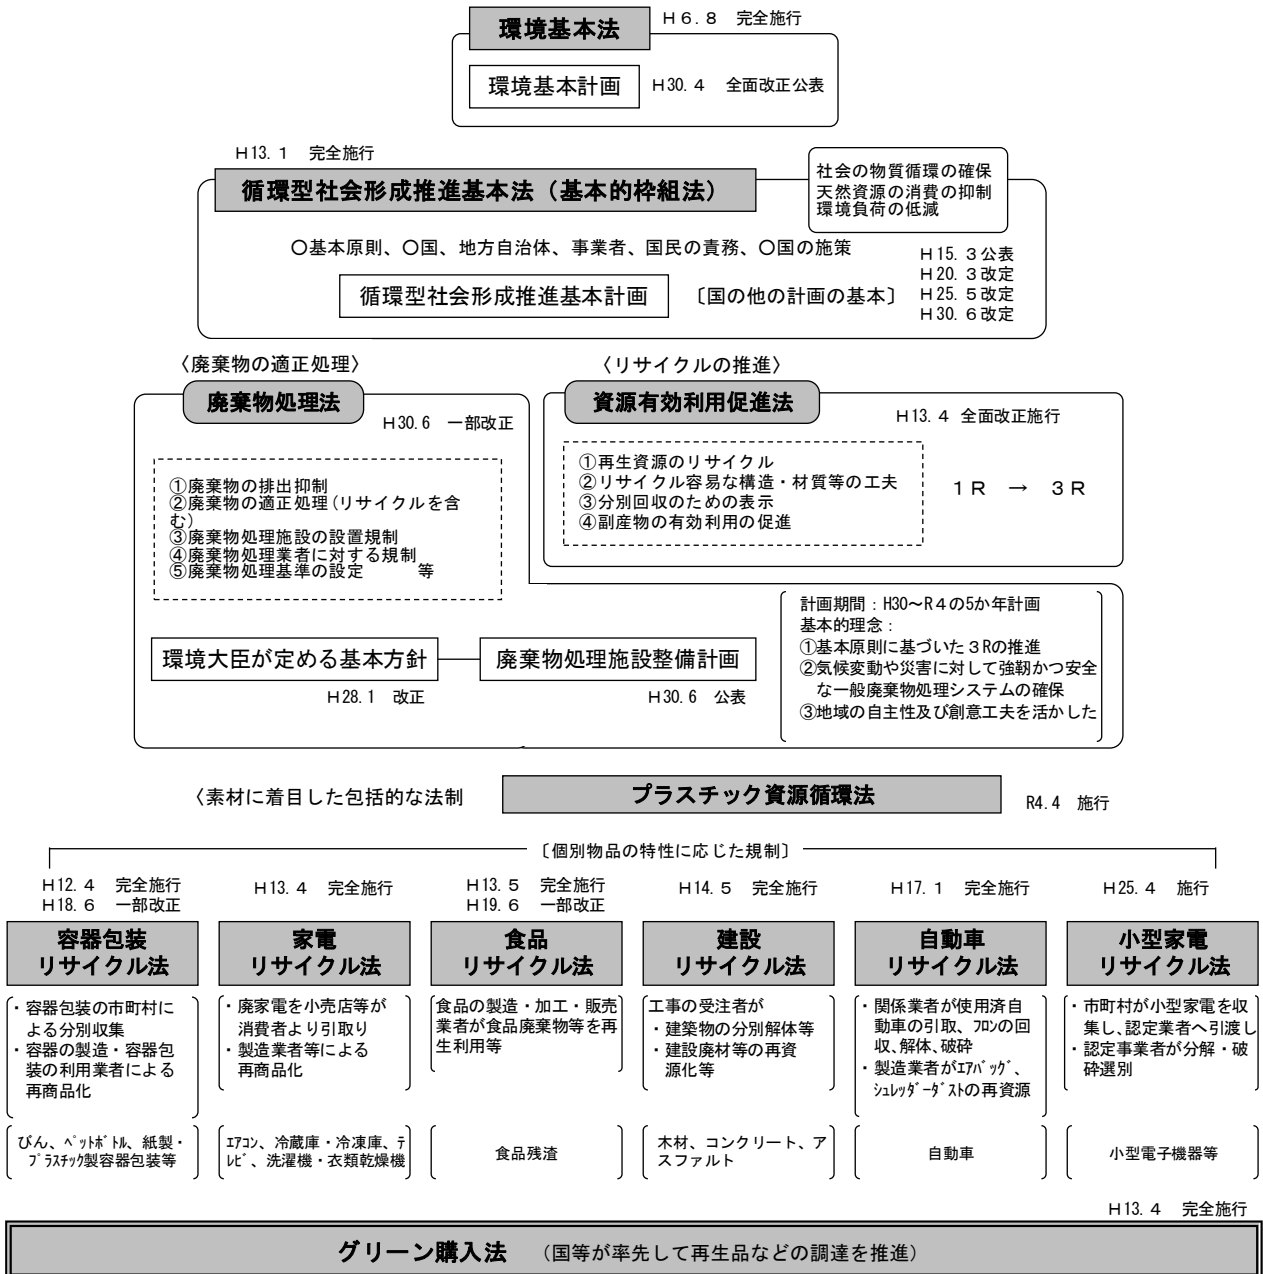 環境基本法
Ｈ６.８　完全施行
環境基本計画
Ｈ30.４　全面改正公表
Ｈ13.１　完全施行
循環型社会形成推進基本法（基本的枠組法）
社会の物質循環の確保
天然資源の消費の抑制
環境負荷の低減
〇基本原則、〇国、地方自治体、事業者、国民の責務、〇国の施策
循環型社会形成推進基本計画
〔国の他の計画の基本〕
Ｈ15.３公表
Ｈ20.３改定
Ｈ25.５改定
Ｈ30.６改定
〈廃棄物の適正処理〉
廃棄物処理法
Ｈ30.6　一部改正
①廃棄物の排出抑制
②廃棄物の適正処理(リサイクルを含
む)
③廃棄物処理施設の設置規制
④廃棄物処理業者に対する規制
⑤廃棄物処理基準の設定　　　等
〈リサイクルの推進〉
資源有効利用促進法
Ｈ13.４ 全面改正施行
①再生資源のリサイクル
②リサイクル容易な構造・材質等の工夫
③分別回収のための表示
④副産物の有効利用の促進
１Ｒ　→　３Ｒ
環境大臣が定める基本方針
Ｈ28.1　改正
廃棄物処理施設整備計画
Ｈ30.6　公表
計画期間：H30～R４の5か年計画
基本的理念：
①基本原則に基づいた３Rの推進
②気候変動や災害に対して強靭かつ安全
な一般廃棄物処理システムの確保
③地域の自主性及び創意工夫を活かした
〈素材に着目した包括的な法制
プラスチック資源循環法
R4.4　施行
〔個別物品の特性に応じた規制〕
Ｈ12.４　完全施行
Ｈ18.６　一部改正
容器包装
リサイクル法
・容器包装の市町村に
よる分別収集
・容器の製造・容器包
装の利用業者による
再商品化
びん、ﾍﾟｯﾄﾎﾞﾄﾙ、紙製・
ﾌﾟﾗｽﾁｯｸ製容器包装等
Ｈ13.４　完全施行
家電
リサイクル法
・廃家電を小売店等が
消費者より引取り
・製造業者等による
再商品化
ｴｱｺﾝ、冷蔵庫・冷凍庫、ﾃ
ﾚﾋﾞ、洗濯機・衣類乾燥機
Ｈ13.５　完全施行
Ｈ19.６　一部改正
食品
リサイクル法
食品の製造・加工・販売
業者が食品廃棄物等を再
生利用等
食品残渣
Ｈ14.５　完全施行
建設
リサイクル法
工事の受注者が
・建築物の分別解体等
・建設廃材等の再資
源化等
木材、コンクリート、ア
スファルト
Ｈ17.１　完全施行
自動車
リサイクル法
・関係業者が使用済自
動車の引取、ﾌﾛﾝの回
収、解体、破砕
・製造業者がｴｱﾊﾞｯｸﾞ、
ｼｭﾚｯﾀﾞｰﾀﾞｽﾄの再資源
自動車
Ｈ25.４　施行
小型家電
リサイクル法
・市町村が小型家電を収
集し、認定業者へ引渡し
・認定事業者が分解・破
砕選別
小型電子機器等
Ｈ13.４　完全施行
グリーン購入法　（国等が率先して再生品などの調達を推進）